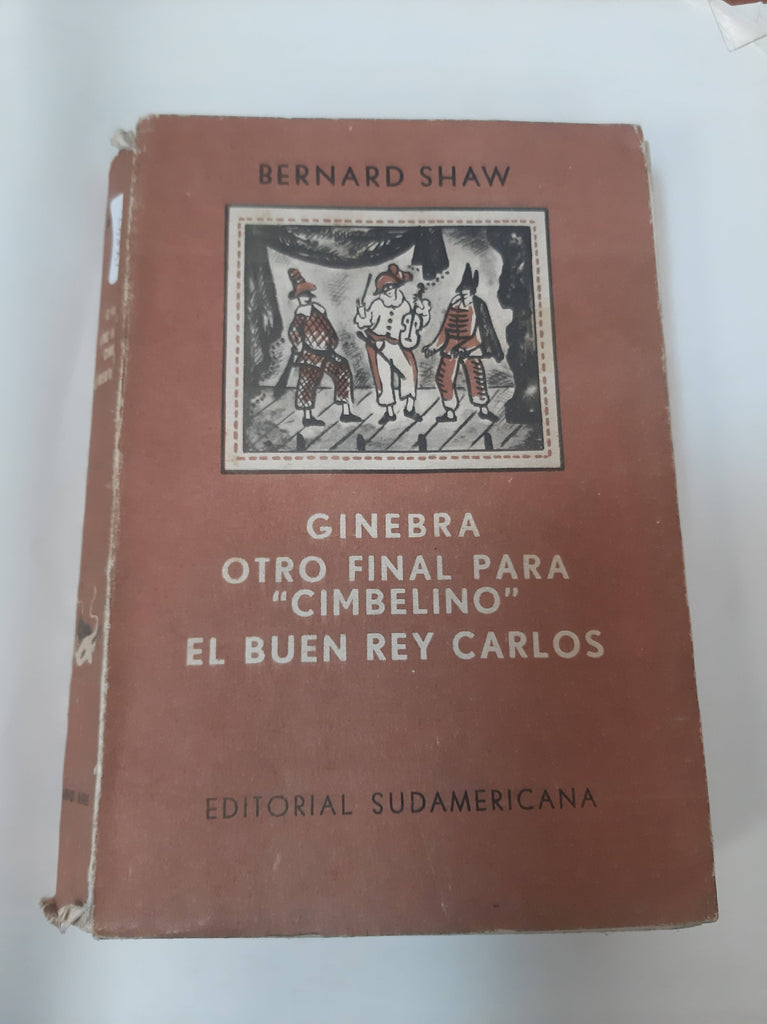 BERNARD SHAW
GINEBRA
OTRO FINAL PARA
“CIMBELINO”
EL BUEN REY CARLOS
EDITORIAL SUDAMERICANA